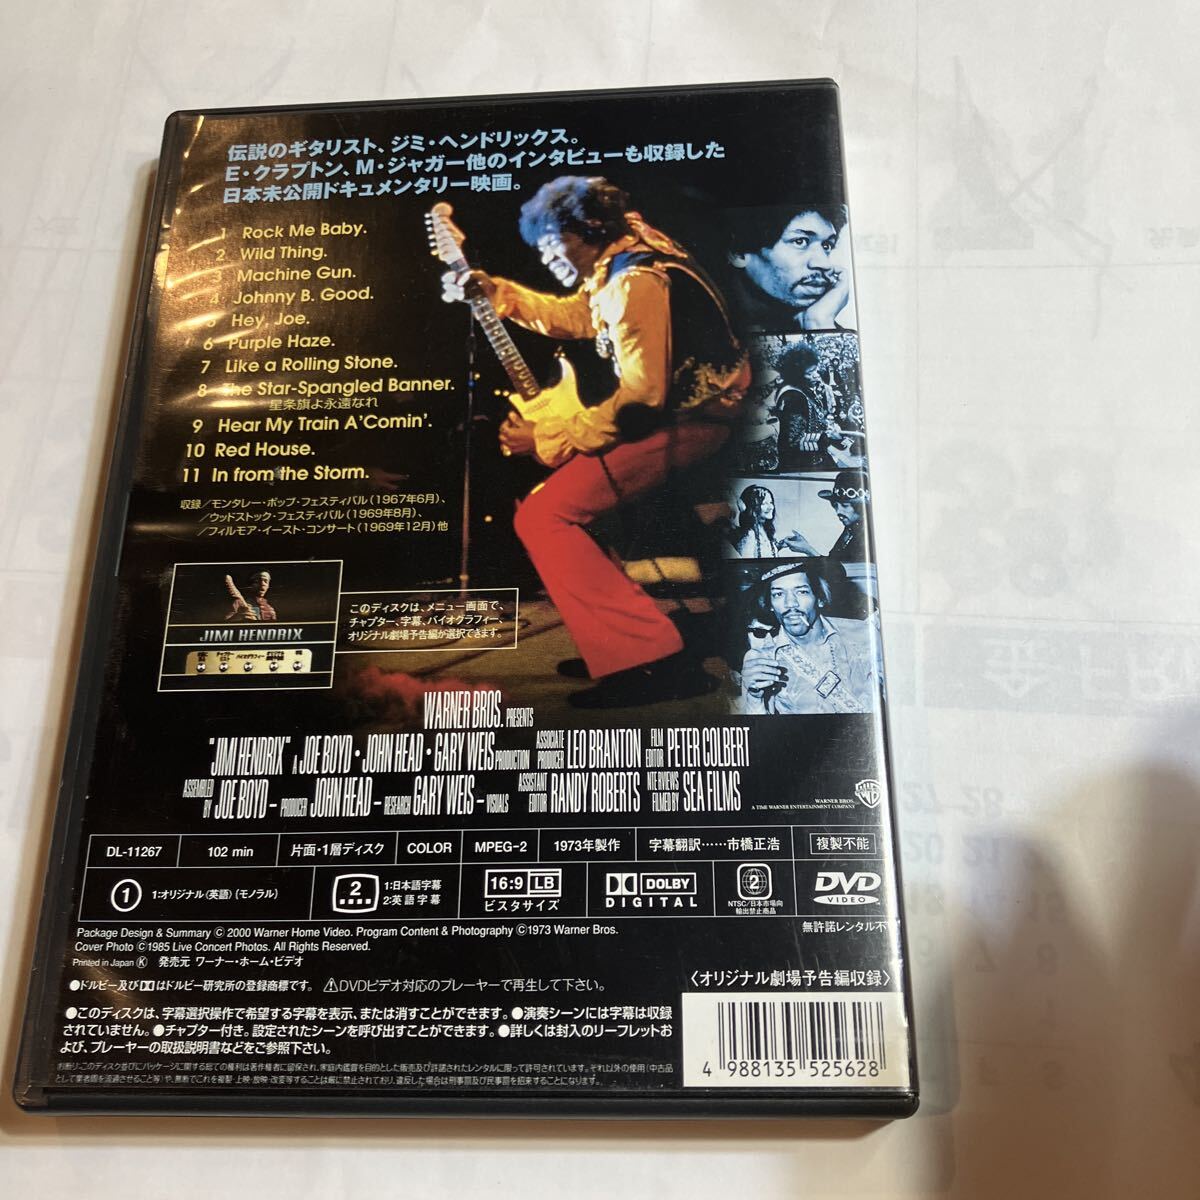 伝説のギタリスト、ジミ・ヘンドリックス。
E・クラプトン、M・ジャガー他のインタビューも収録した
日本未公開ドキュメンタリー映画。
1 Rock Me Baby.
2 Wild Thing.
3 Machine Gun.
4 Johnny B. Good.
5 Hey, Joe.
6 Purple Haze.
7 Like a Rolling Stone.
8 The Star-Spangled Banner.
星条旗よ永遠なれ
9 Hear My Train A'Comin'.
10 Red House.
11 In from the Storm.
収録/モンタレー・ポップ・フェスティバル(1967年6月)、
/ウッドストック・フェスティバル(1969年8月)、
/フィルモア・イースト・コンサート(1969年12月)他
JIMI HENDRIX
このディスクは、メニュー画面で、
チャプター、字幕、バイオグラフィー、
オリジナル劇場予告編が選択できます。
WARNER BROS. PRESENTS
"JIMI HENDRIX" A JOE BOYD・JOHN HEAD・GARY WEIS PRODUCTION ASSOCIATE PRODUCER LEO BRANTON FILM EDITOR PETER COLBERT
ASSEMBLED BY JOE BOYD – PRODUCER JOHN HEAD – RESEARCH GARY WEIS – VISUALS ASSISTANT EDITOR RANDY ROBERTS INTERVIEWS FILMED BY SEA FILMS
WARNER BROS.
A TIME WARNER ENTERTAINMENT COMPANY
WB
DL-11267 102 min 片面・1層ディスク COLOR MPEG-2 1973年製作 字幕翻訳……市橋正浩 複製不能
1 1:オリジナル(英語)(モノラル)
2 1:日本語字幕
2:英語字幕
16:9 LB
ビスタサイズ
DOLBY
DIGITAL
2
NTSC/日本市場向
輸出禁止商品
DVD
VIDEO
無許諾レンタル不
Package Design & Summary © 2000 Warner Home Video. Program Content & Photography ©1973 Warner Bros.
Cover Photo ©1985 Live Concert Photos. All Rights Reserved.
Printed in Japan Ⓚ 発売元 ワーナー・ホーム・ビデオ
●ドルビー及びDDはドルビー研究所の登録商標です。 ⚠DVDビデオ対応のプレーヤーで再生して下さい。
〈オリジナル劇場予告編収録〉
●このディスクは、字幕選択操作で希望する字幕を表示、または消すことができます。●演奏シーンには字幕は収録
されていません。●チャプター付き。設定されたシーンを呼び出すことができます。●詳しくは封入のリーフレットお
よび、プレーヤーの取扱説明書などをご参照下さい。
4 988135 525628